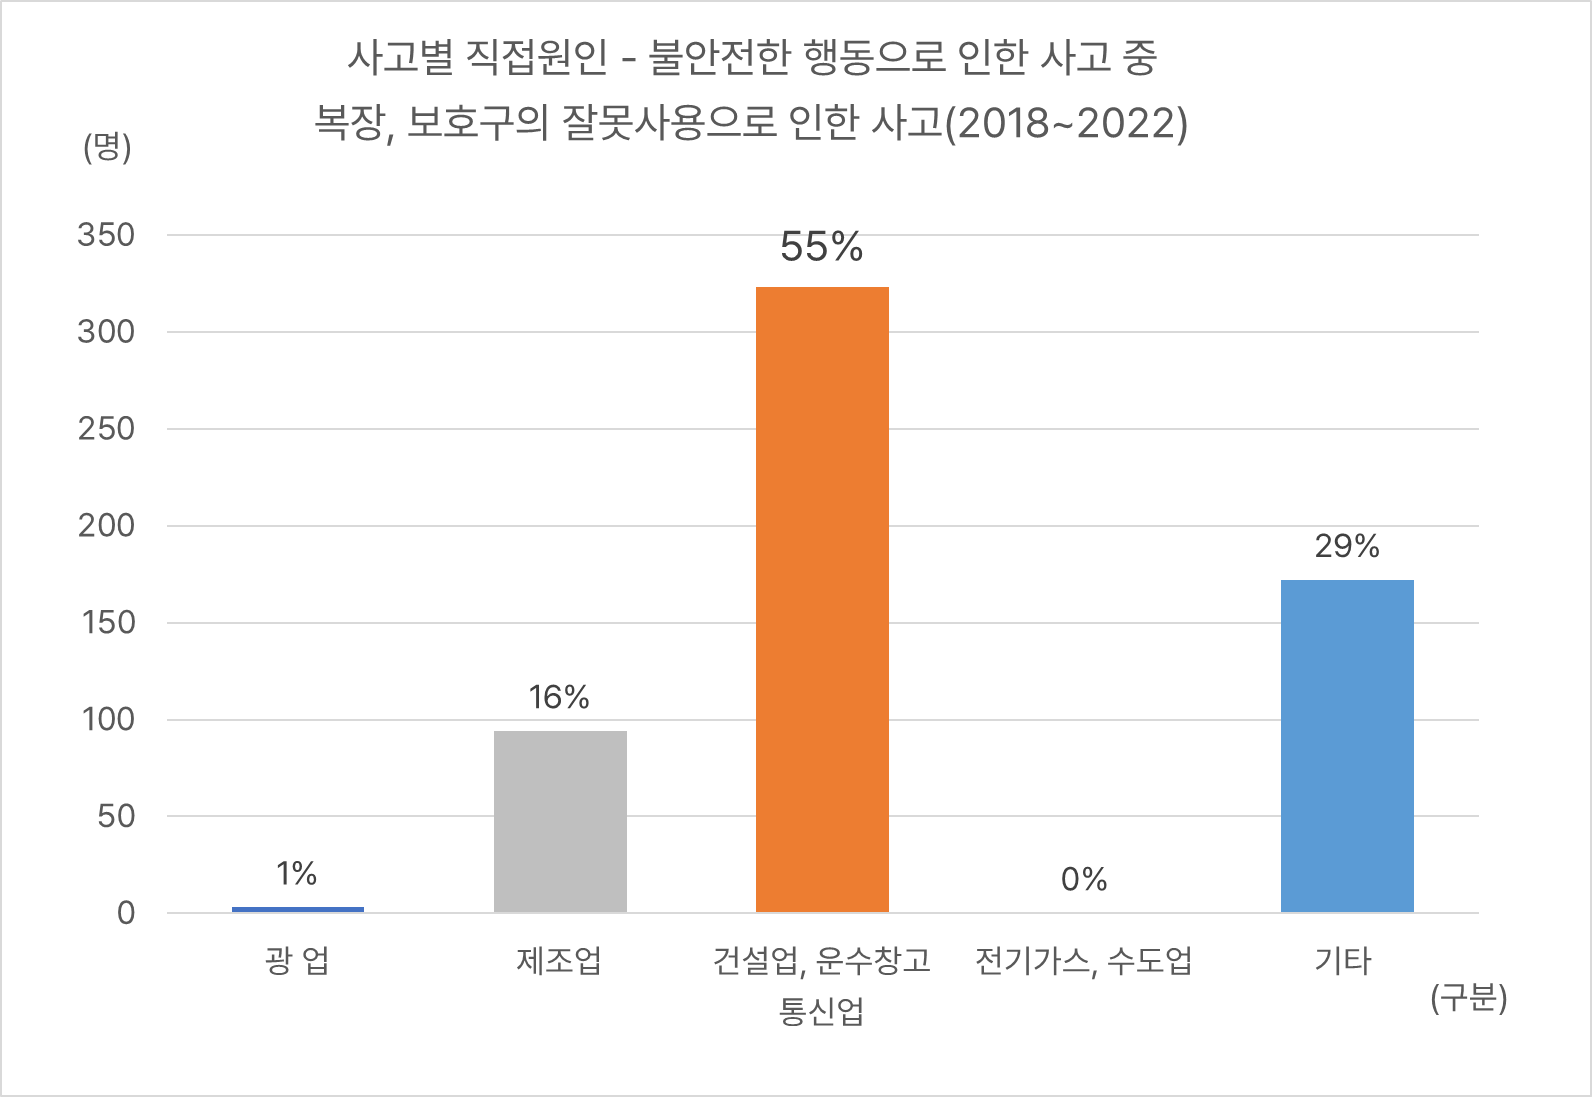 사고별 직접원인 - 불안전한 행동으로 인한 사고 중
복장, 보호구의 잘못사용으로 인한 사고(2018~2022)
(명)
350
300
250
200
150
100
50
0
1%
16%
55%
0%
29%
광 업
제조업
건설업, 운수창고
통신업
전기가스, 수도업
기타
(구분)